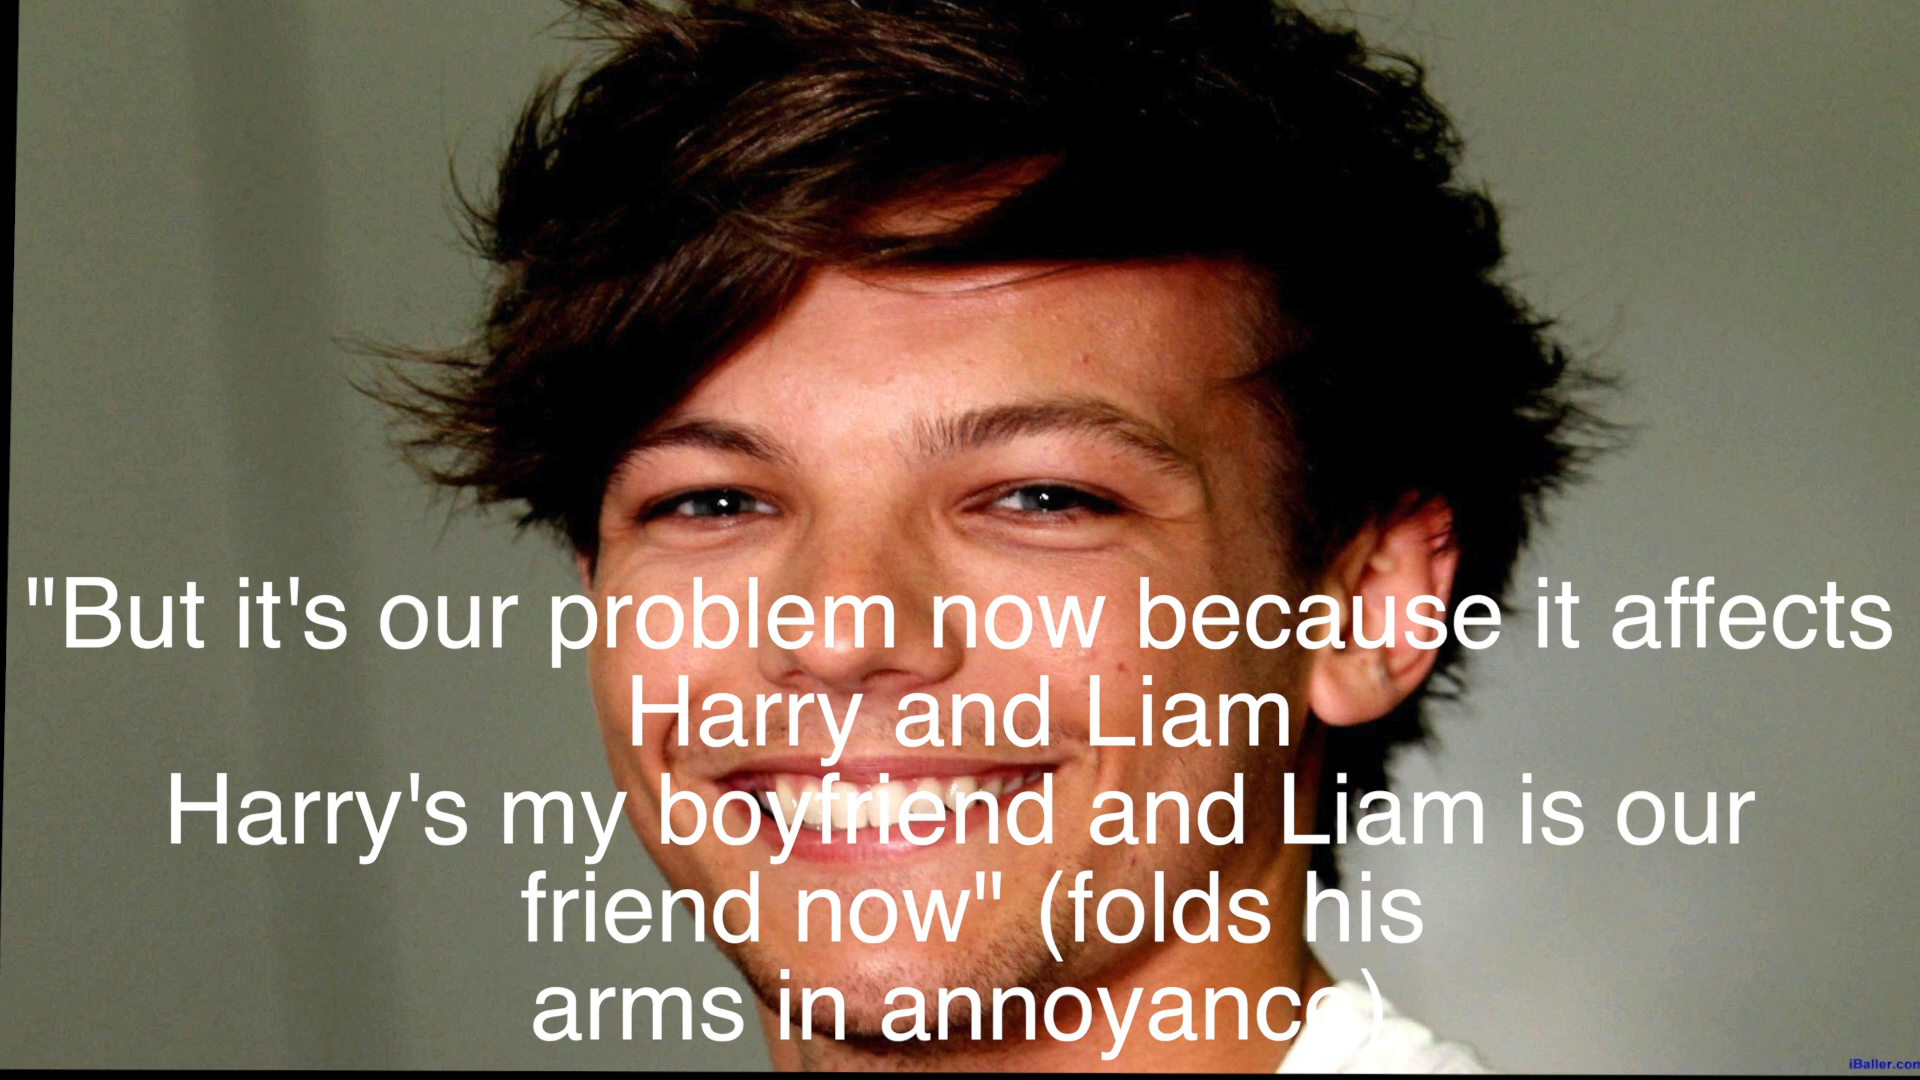 "But it's our problem now because it affects
Harry and Liam
Harry's my boyfriend and Liam is our
friend now" (folds his
arms in annoyance)
iBaller.com